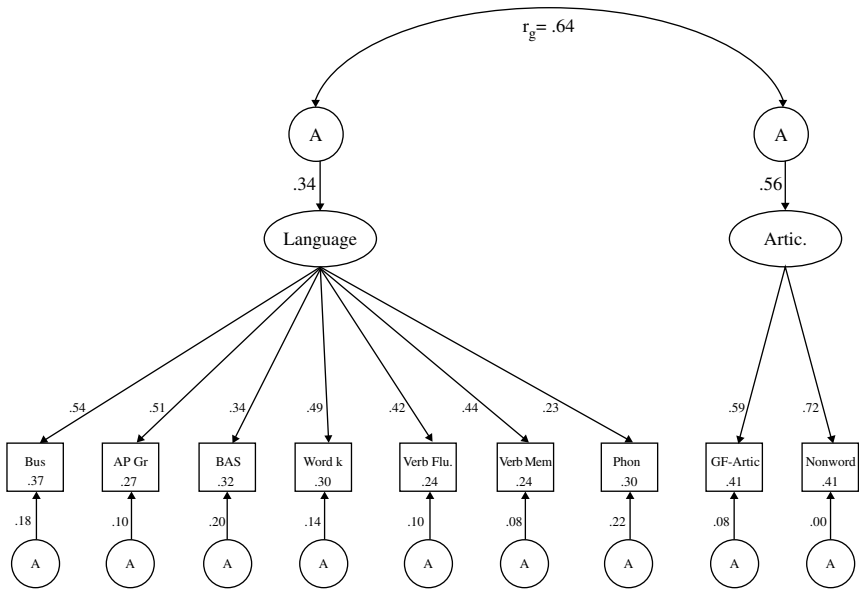 r_g= .64
A A
.34 .56
Language Artic.
.54 .51 .34 .49 .42 .44 .23 .59 .72
Bus AP Gr BAS Word k Verb Flu. Verb Mem Phon GF-Artic Nonword
.37 .27 .32 .30 .24 .24 .30 .41 .41
.18 .10 .20 .14 .10 .08 .22 .08 .00
A A A A A A A A A